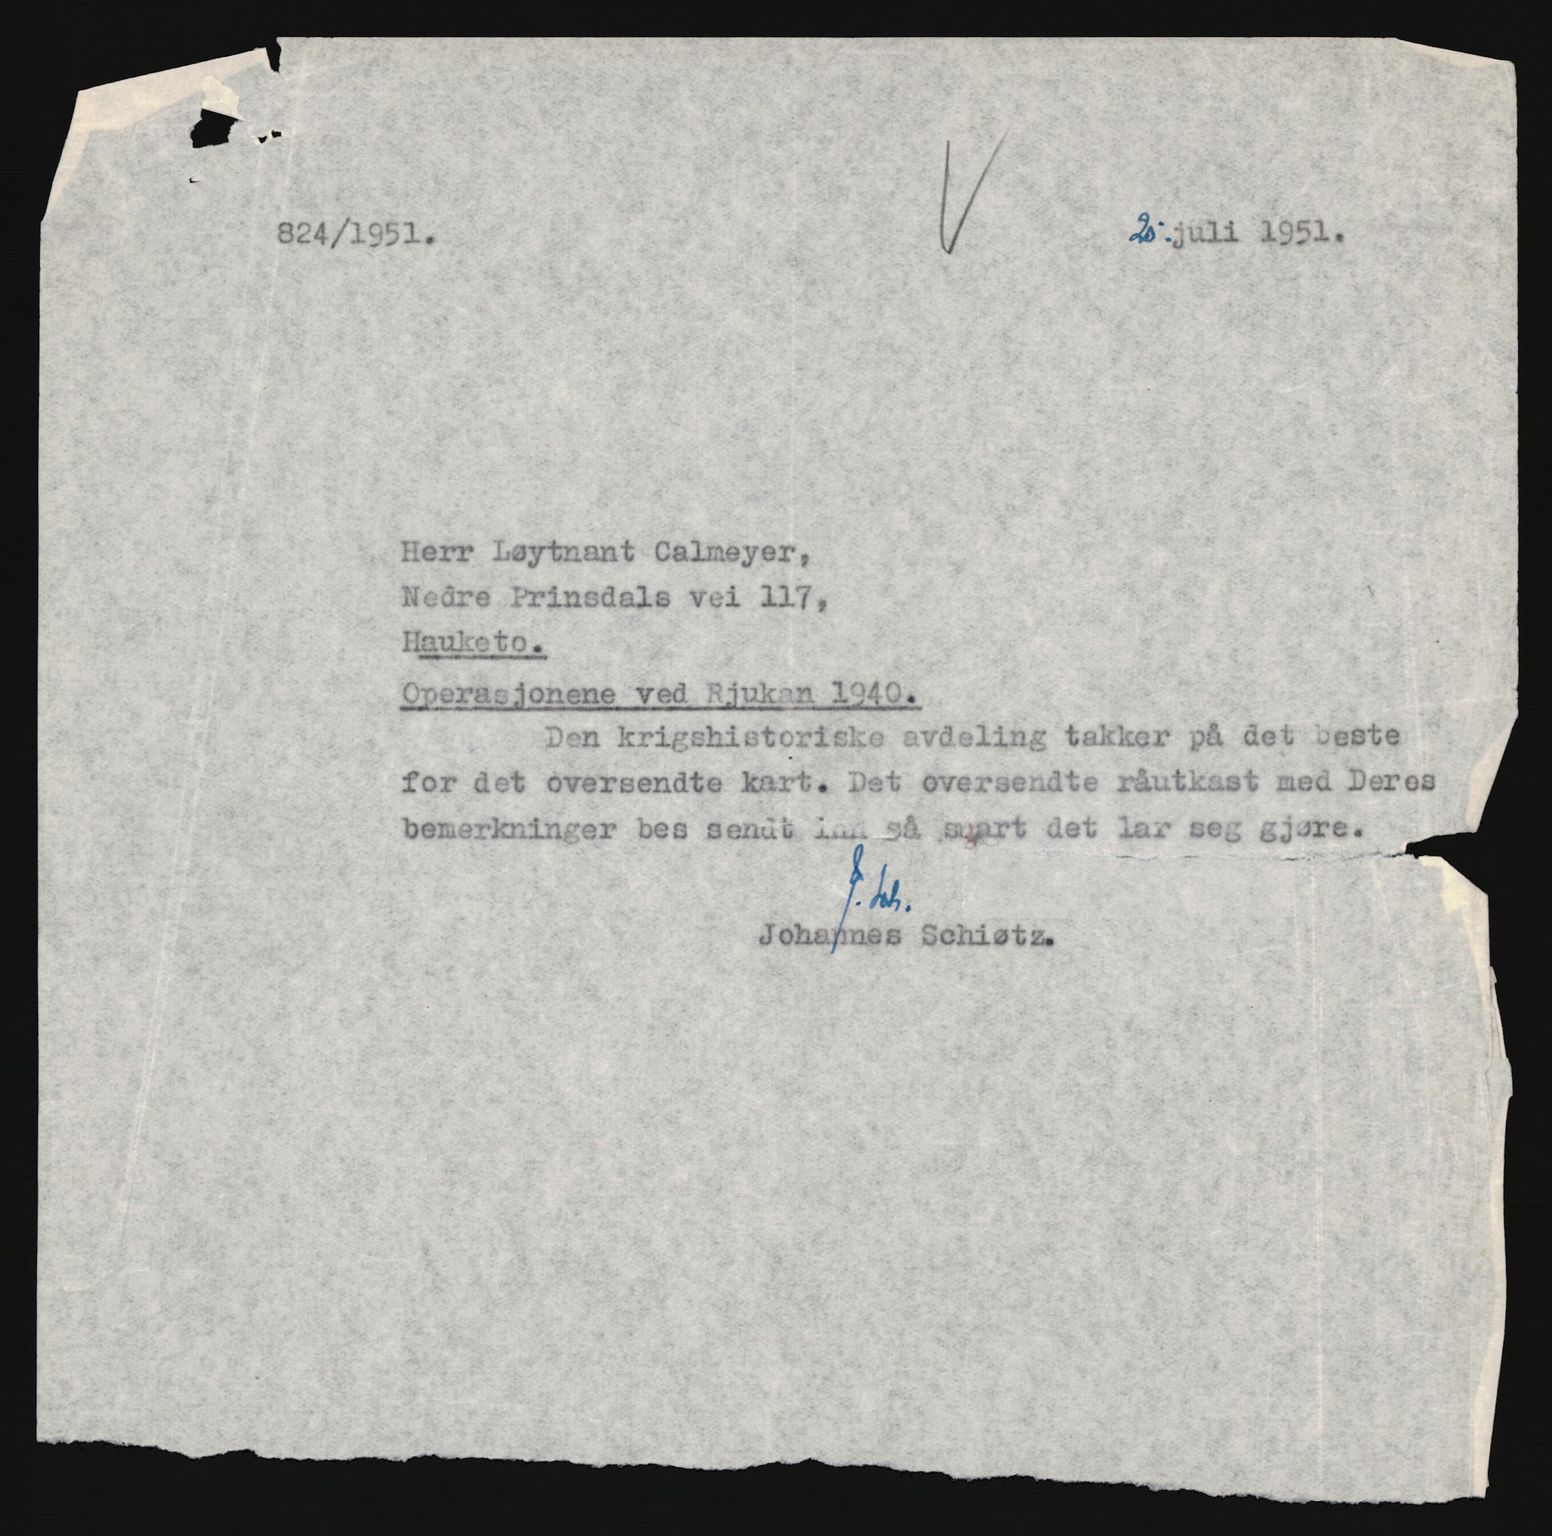 824/1951. 20. juli 1951.
Herr Løytnant Calmeyer,
Nedre Prinsdals vei 117,
Hauketo.
Operasjonene ved Rjukan 1940.
Den krigshistoriske avdeling takker på det beste
for det oversendte kart. Det oversendte råutkast med Deres
bemerkninger bes sendt inn så snart det lar seg gjøre.
J. Sch.
Johannes Schiøtz.